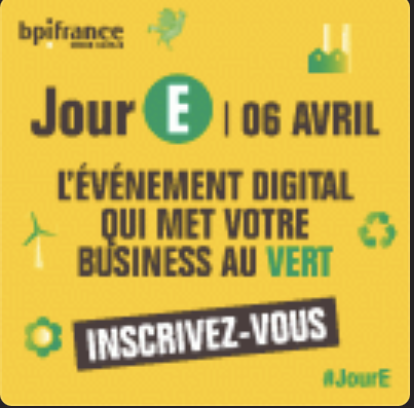 bpifrance
Jour E | 06 AVRIL
L'ÉVÉNEMENT DIGITAL
QUI MET VOTRE
BUSINESS AU VERT
INSCRIVEZ-VOUS
#JourE